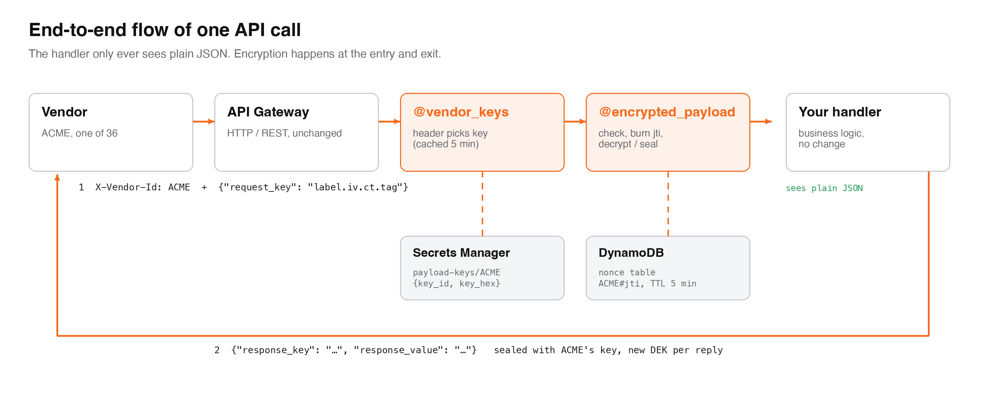 End-to-end flow of one API call
The handler only ever sees plain JSON. Encryption happens at the entry and exit.
Vendor
ACME, one of 36
API Gateway
HTTP / REST, unchanged
@vendor_keys
header picks key
(cached 5 min)
@encrypted_payload
check, burn jti,
decrypt / seal
Your handler
business logic,
no change
1 X-Vendor-Id: ACME + {"request_key": "label.iv.ct.tag"}
sees plain JSON
Secrets Manager
payload-keys/ACME
{key_id, key_hex}
DynamoDB
nonce table
ACME#jti, TTL 5 min
2 {"response_key": "…", "response_value": "…"} sealed with ACME's key, new DEK per reply